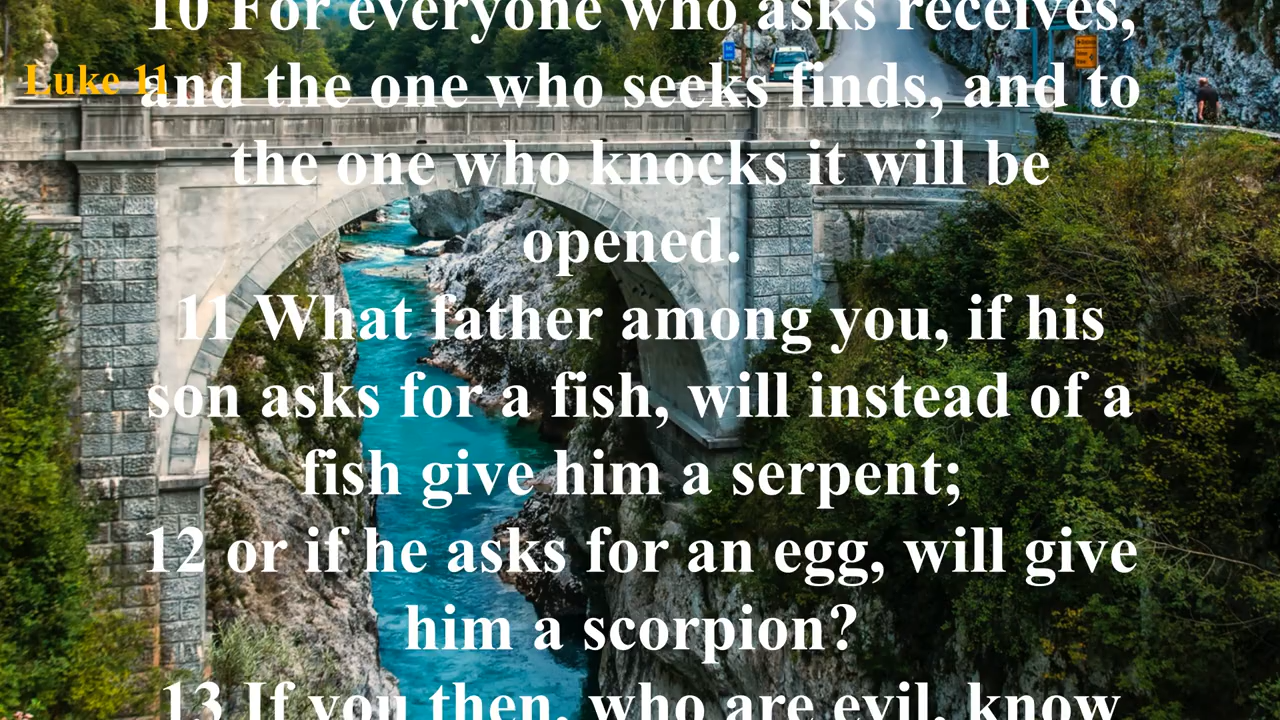 10 For everyone who asks receives,
Luke 11
and the one who seeks finds, and to
the one who knocks it will be
opened.
11 What father among you, if his
son asks for a fish, will instead of a
fish give him a serpent;
12 or if he asks for an egg, will give
him a scorpion?
13 If you then, who are evil, know